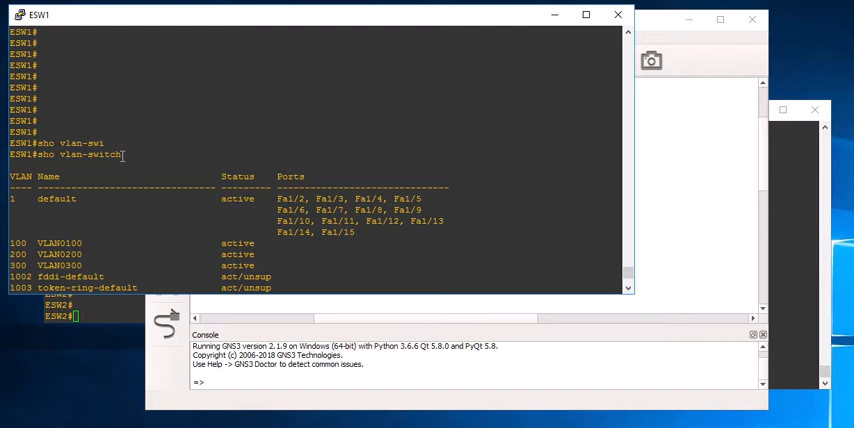 ESW1
ESW1#
ESW1#
ESW1#
ESW1#
ESW1#
ESW1#
ESW1#
ESW1#
ESW1#
ESW1#
ESW1#sho vlan-swi
ESW1#sho vlan-switch
VLAN Name Status Ports
---- -------------------------------- --------- -------------------------------
1 default active Fa1/2, Fa1/3, Fa1/4, Fa1/5
Fa1/6, Fa1/7, Fa1/8, Fa1/9
Fa1/10, Fa1/11, Fa1/12, Fa1/13
Fa1/14, Fa1/15
100 VLAN0100 active
200 VLAN0200 active
300 VLAN0300 active
1002 fddi-default act/unsup
1003 token-ring-default act/unsup
ESW2#
ESW2#
ESW2#
Console
Running GNS3 version 2.1.9 on Windows (64-bit) with Python 3.6.6 Qt 5.8.0 and PyQt 5.8.
Copyright (c) 2006-2018 GNS3 Technologies.
Use Help -> GNS3 Doctor to detect common issues.
=>